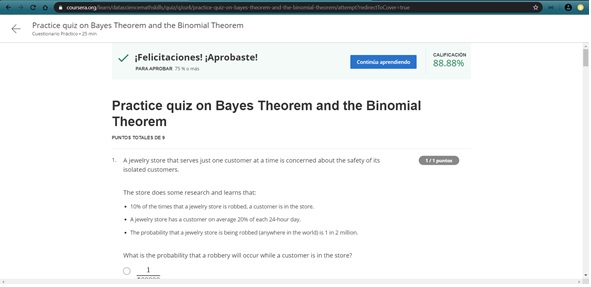 coursera.org/learn/datasciencemathskills/quiz/qsiur6/practice-quiz-on-bayes-theorem-and-the-binomial-theorem/attempt?redirectToCover=true
Practice quiz on Bayes Theorem and the Binomial Theorem
Cuestionario Práctico • 25 min
¡Felicitaciones! ¡Aprobaste!
PARA APROBAR 75 % o más
Continúa aprendiendo
CALIFICACIÓN
88.88%
Practice quiz on Bayes Theorem and the Binomial
Theorem
PUNTOS TOTALES DE 9
1. A jewelry store that serves just one customer at a time is concerned about the safety of its
isolated customers.
1 / 1 puntos
The store does some research and learns that:
• 10% of the times that a jewelry store is robbed, a customer is in the store.
• A jewelry store has a customer on average 20% of each 24-hour day.
• The probability that a jewelry store is being robbed (anywhere in the world) is 1 in 2 million.
What is the probability that a robbery will occur while a customer is in the store?
1